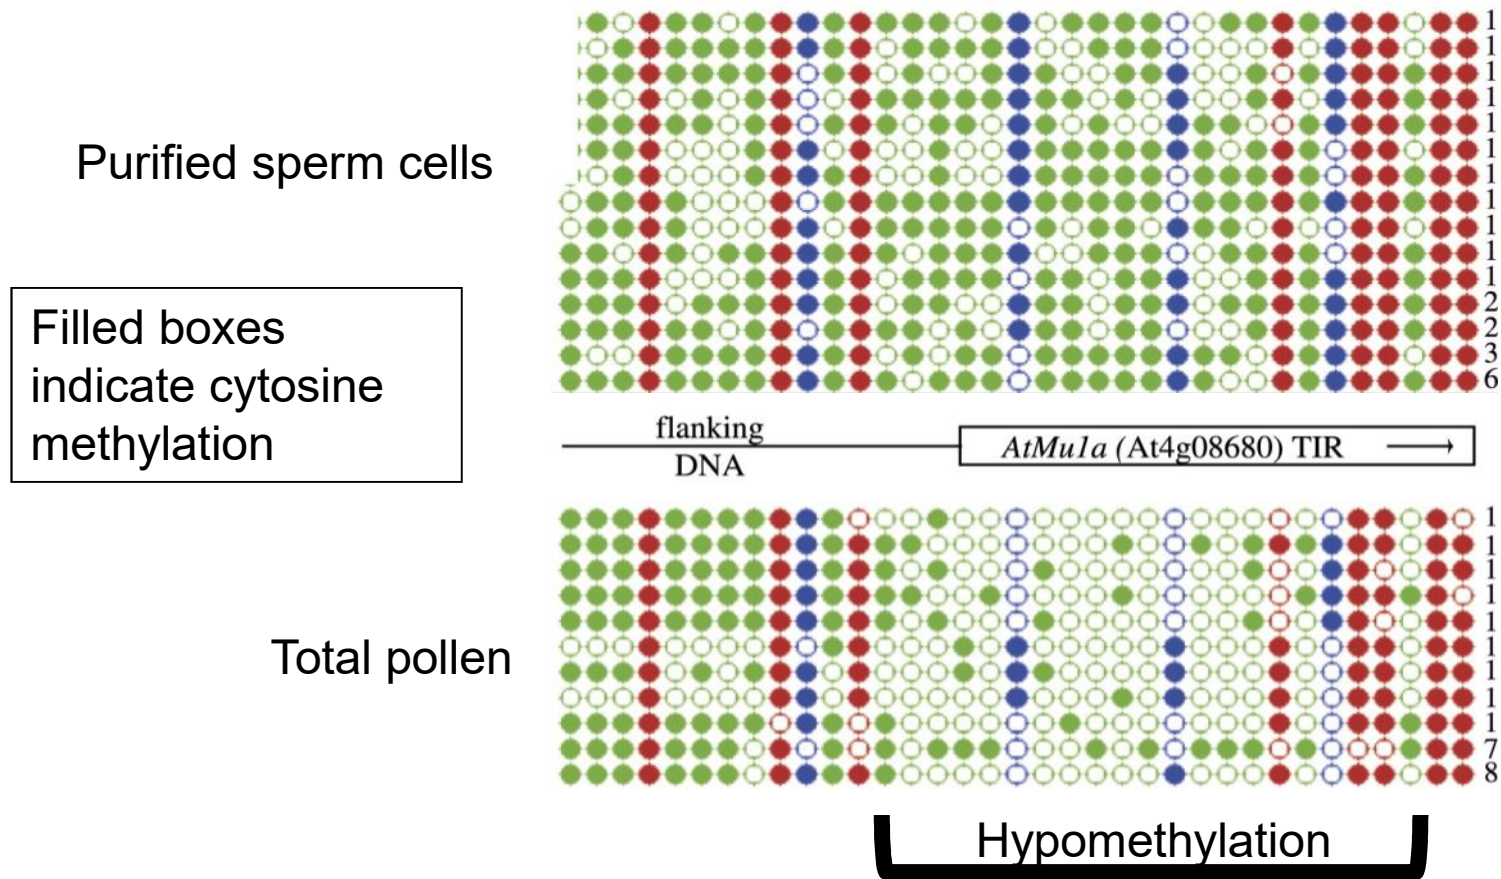 1
1
1
1
1
1
1
1
1
1
1
2
2
3
6
Purified sperm cells
Filled boxes
indicate cytosine
methylation
flanking
DNA
AtMu1a (At4g08680) TIR
Total pollen
1
1
1
1
1
1
1
1
1
7
8
Hypomethylation